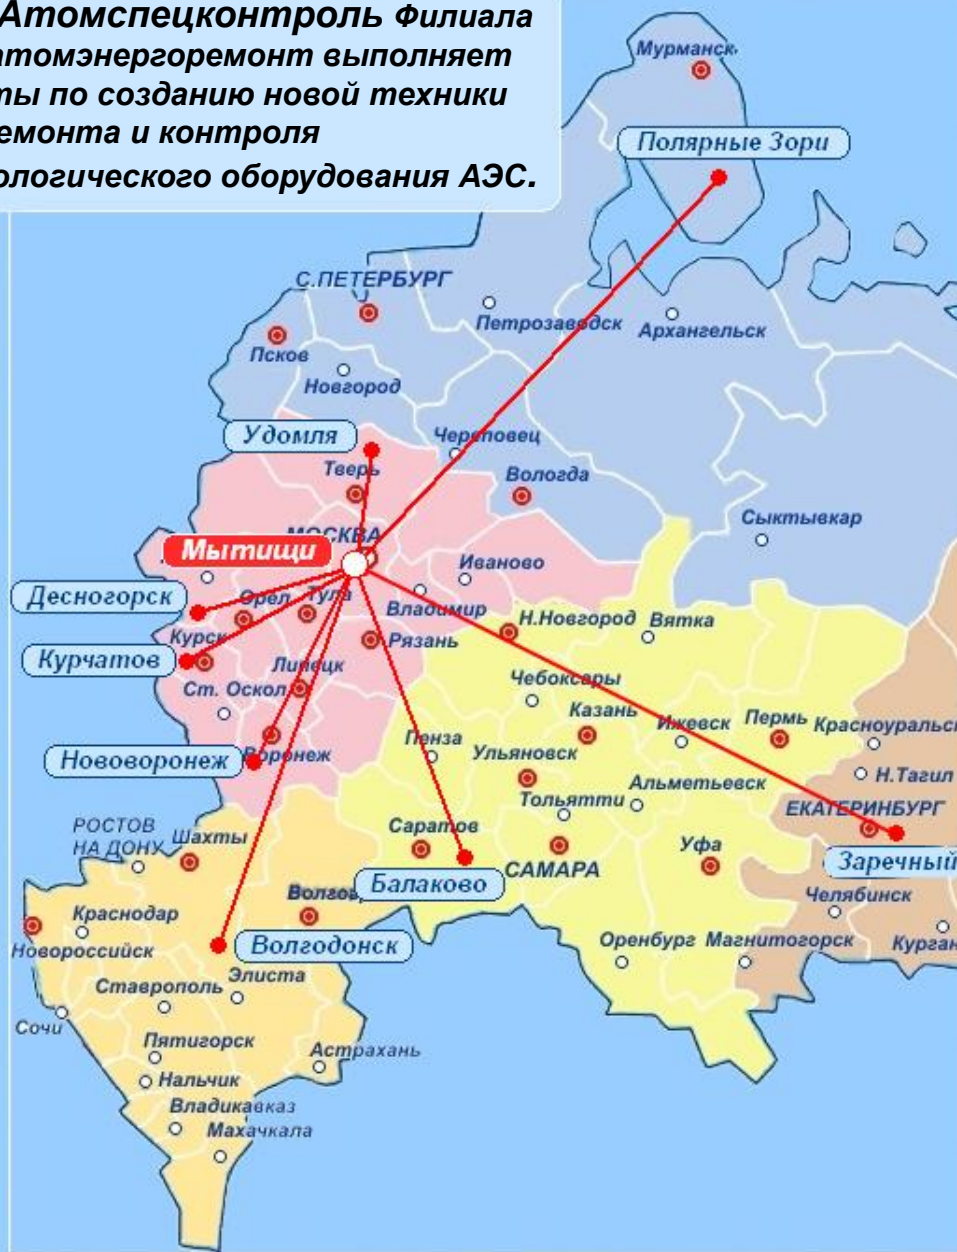 Атомспецконтроль Филиала
атомэнергоремонт выполняет
ты по созданию новой техники
емонта и контроля
ологического оборудования АЭС.
Мурманск
Полярные Зори
С.ПЕТЕРБУРГ
Петрозаводск
Архангельск
Псков
Новгород
Удомля
Череповец
Тверь
Вологда
Сыктывкар
МОСКВА
Мытищи
Иваново
Десногорск
Орел
Тула
Владимир
Н.Новгород
Вятка
Курск
Рязань
Курчатов
Липецк
Чебоксары
Ст. Оскол
Казань
Ижевск
Пермь
Красноуральск
Пенза
Нововоронеж
Воронеж
Ульяновск
Н.Тагил
Альметьевск
Тольятти
ЕКАТЕРИНБУРГ
РОСТОВ
НА ДОНУ
Шахты
Саратов
Уфа
Заречный
САМАРА
Балаково
Челябинск
Краснодар
Волгодонск
Новороссийск
Оренбург
Магнитогорск
Курган
Элиста
Ставрополь
Сочи
Пятигорск
Астрахань
Нальчик
Владикавказ
Махачкала